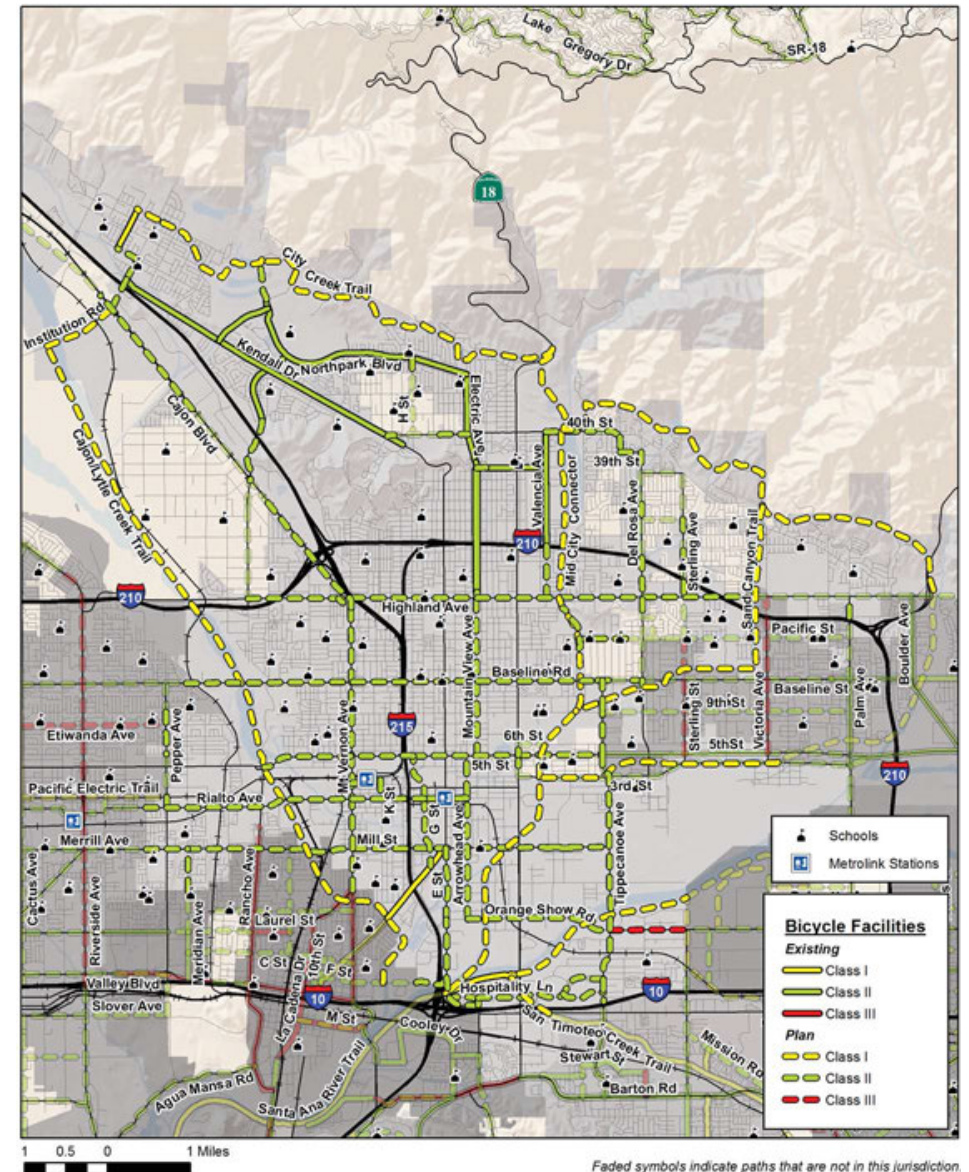 Lake Gregory Dr
SR-18
18
City Creek Trail
Institution Rd
Kendall Dr
Northpark Blvd
H St
Electric Ave
Cajon Blvd
Cajon/Lytle Creek Trail
40th St
39th St
Valencia Ave
Mid City Connector
Del Rosa Ave
Sterling Ave
Sand Canyon Trail
210
210
Highland Ave
Pacific St
Boulder Ave
Mountain View Ave
Baseline Rd
Baseline St
Palm Ave
9th St
Sterling St
Victoria Ave
Etiwanda Ave
Pepper Ave
Mt Vernon Ave
215
6th St
5th St
5thSt
210
3rd St
Pacific Electric Trail
Rialto Ave
K St
G St
Merrill Ave
Mill St
E St
Arrowhead Ave
Tippecanoe Ave
Cactus Ave
Riverside Ave
Meridian Ave
Rancho Ave
Laurel St
Orange Show Rd
C St
F St
10th St
La Cadena Dr
Valley Blvd
Slover Ave
10
Hospitality Ln
10
M St
Cooley Dr
San Timoteo Creek Trail
Mission Rd
Stewart St
Barton Rd
Agua Mansa Rd
Santa Ana River Trail
Schools
Metrolink Stations
Bicycle Facilities
Existing
Class I
Class II
Class III
Plan
Class I
Class II
Class III
1 0.5 0 1 Miles
Faded symbols indicate paths that are not in this jurisdiction.